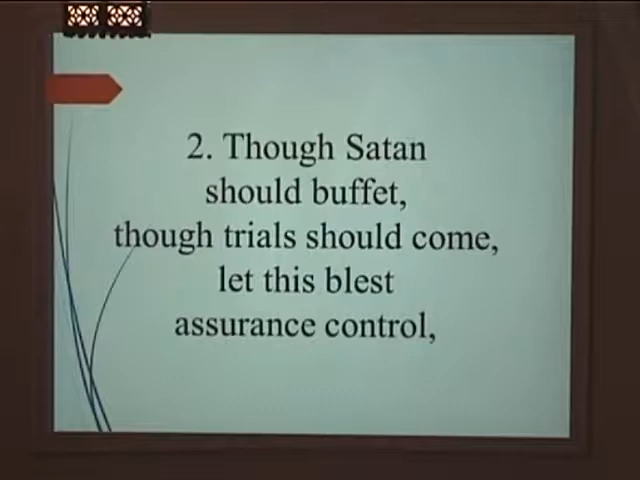 2. Though Satan
should buffet,
though trials should come,
let this blest
assurance control,